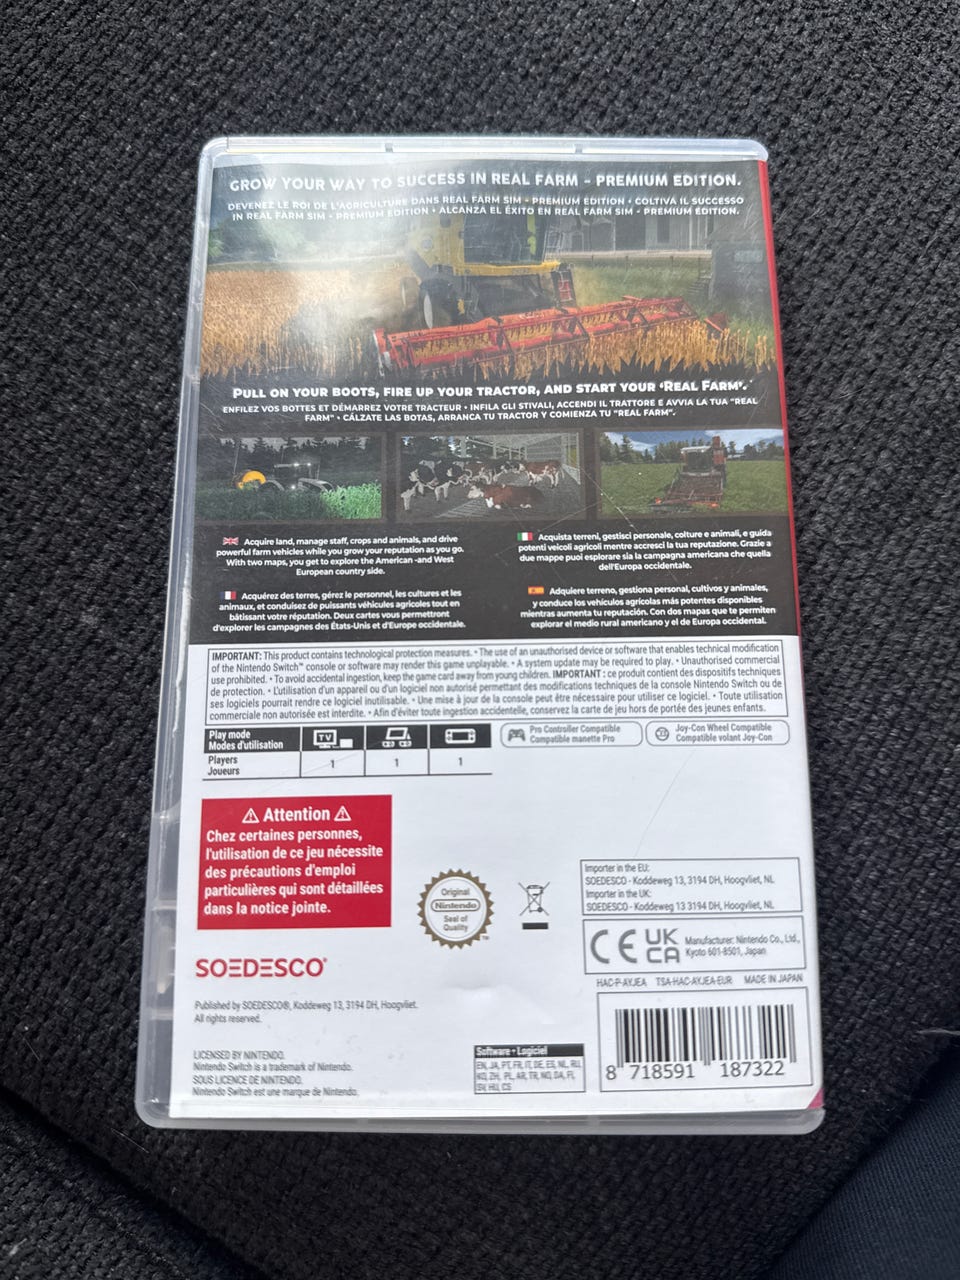 GROW YOUR WAY TO SUCCESS IN REAL FARM – PREMIUM EDITION.
DEVENEZ LE ROI DE L'AGRICULTURE DANS REAL FARM SIM - PREMIUM EDITION • COLTIVA IL SUCCESSO
IN REAL FARM SIM - PREMIUM EDITION • ALCANZA EL ÉXITO EN REAL FARM SIM - PREMIUM EDITION.
PULL ON YOUR BOOTS, FIRE UP YOUR TRACTOR, AND START YOUR ‘REAL FARM’.
ENFILEZ VOS BOTTES ET DÉMARREZ VOTRE TRACTEUR • INFILA GLI STIVALI, ACCENDI IL TRATTORE E AVVIA LA TUA "REAL
FARM" • CÁLZATE LAS BOTAS, ARRANCA TU TRACTOR Y COMIENZA TU "REAL FARM".
Acquire land, manage staff, crops and animals, and drive
powerful farm vehicles while you grow your reputation as you go.
With two maps, you get to explore the American -and West
European country side.
Acquista terreni, gestisci personale, colture e animali, e guida
potenti veicoli agricoli mentre accresci la tua reputazione. Grazie a
due mappe puoi esplorare sia la campagna americana che quella
dell'Europa occidentale.
Acquérez des terres, gérez le personnel, les cultures et les
animaux, et conduisez de puissants véhicules agricoles tout en
bâtissant votre réputation. Deux cartes vous permettront
d'explorer les campagnes des États-Unis et d'Europe occidentale.
Adquiere terreno, gestiona personal, cultivos y animales,
y conduce los vehículos agrícolas más potentes disponibles
mientras aumenta tu reputación. Con dos mapas que te permiten
explorar el medio rural americano y el de Europa occidental.
IMPORTANT: This product contains technological protection measures. • The use of an unauthorised device or software that enables technical modification
of the Nintendo Switch™ console or software may render this game unplayable. • A system update may be required to play. • Unauthorised commercial
use prohibited. • To avoid accidental ingestion, keep the game card away from young children. IMPORTANT : ce produit contient des dispositifs techniques
de protection. • L'utilisation d'un appareil ou d'un logiciel non autorisé permettant des modifications techniques de la console Nintendo Switch ou de
ses logiciels pourrait rendre ce logiciel inutilisable. • Une mise à jour de la console peut être nécessaire pour utiliser ce logiciel. • Toute utilisation
commerciale non autorisée est interdite. • Afin d'éviter toute ingestion accidentelle, conservez la carte de jeu hors de portée des jeunes enfants.
Play mode
Modes d'utilisation
TV
Pro Controller Compatible
Compatible manette Pro
Joy-Con Wheel Compatible
Compatible volant Joy-Con
Players
Joueurs
1 1 1
⚠ Attention ⚠
Chez certaines personnes,
l'utilisation de ce jeu nécessite
des précautions d'emploi
particulières qui sont détaillées
dans la notice jointe.
Original
Nintendo
Seal of
Quality
TM
Importer in the EU:
SOEDESCO - Koddeweg 13, 3194 DH, Hoogvliet, NL
Importer in the UK:
SOEDESCO - Koddeweg 13 3194 DH, Hoogvliet, NL
CE UK
CA
Manufacturer: Nintendo Co., Ltd.,
Kyoto 601-8501, Japan
SOEDESCO®
HAC-P-AYJEA TSA-HAC-AYJEA-EUR MADE IN JAPAN
Published by SOEDESCO®, Koddeweg 13, 3194 DH, Hoogvliet.
All rights reserved.
LICENSED BY NINTENDO.
Nintendo Switch is a trademark of Nintendo.
SOUS LICENCE DE NINTENDO.
Nintendo Switch est une marque de Nintendo.
Software • Logiciel
EN, JA, PT, FR, IT, DE, ES, NL, RU,
KO, ZH, PL, AR, TR, NO, DA, FI,
SV, HU, CS
8 718591 187322